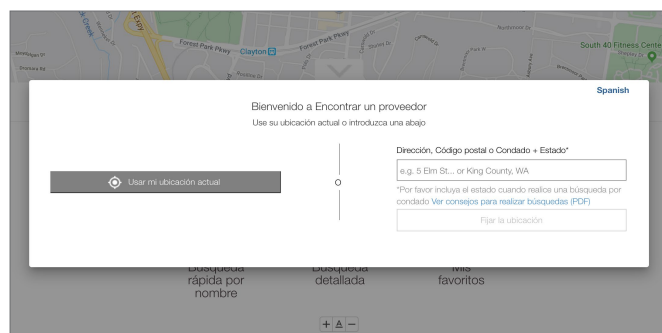 Forest Park Pkwy
Clayton
Forest Park Pkwy
South 40 Fitness Cente
Spanish
Bienvenido a Encontrar un proveedor
Use su ubicación actual o introduzca una abajo
Dirección, Código postal o Condado + Estado*
Usar mi ubicación actual
O
e.g. 5 Elm St... or King County, WA
*Por favor incluya el estado cuando realice una búsqueda por
condado Ver consejos para realizar búsquedas (PDF)
Fijar la ubicación
Búsqueda
rápida por
nombre
Búsqueda
detallada
Mis
favoritos
+ A −